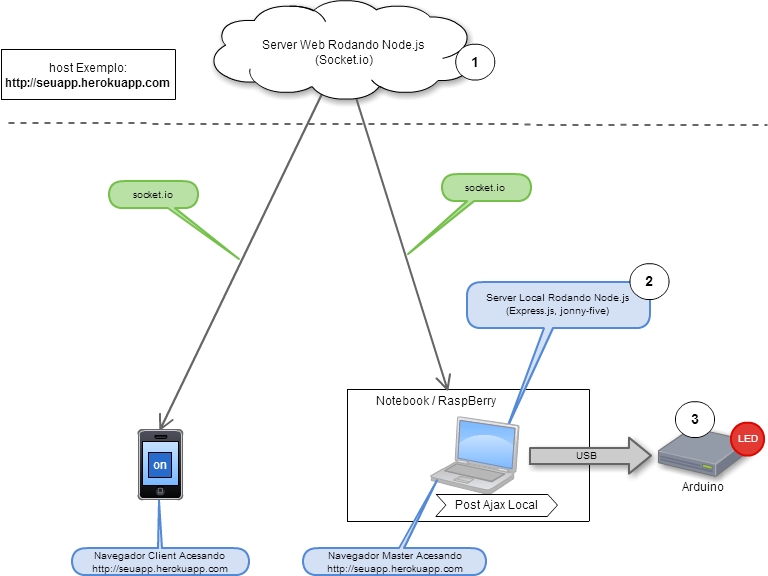 Server Web Rodando Node.js
(Socket.io)
1
host Exemplo:
http://seuapp.herokuapp.com
socket.io
socket.io
2
Server Local Rodando Node.js
(Express.js, jonny-five)
Notebook / RaspBerry
3
LED
on
USB
Arduino
Post Ajax Local
Navegador Client Acesando
http://seuapp.herokuapp.com
Navegador Master Acesando
http://seuapp.herokuapp.com